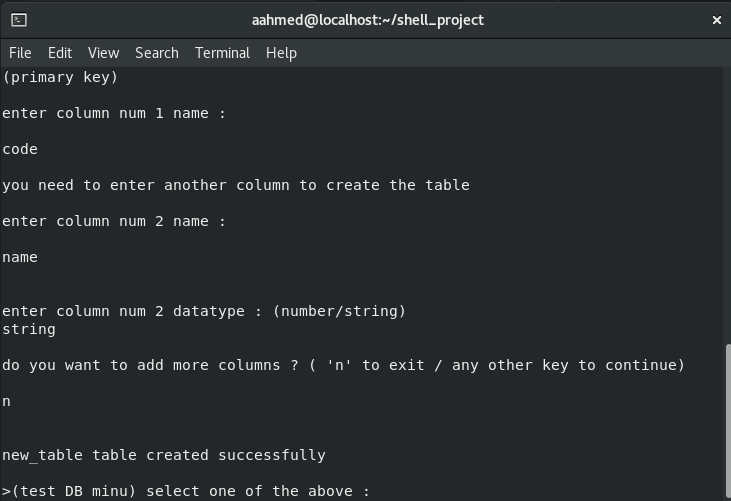 aahmed@localhost:~/shell_project
File Edit View Search Terminal Help
(primary key)
enter column num 1 name :
code
you need to enter another column to create the table
enter column num 2 name :
name
enter column num 2 datatype : (number/string)
string
do you want to add more columns ? ( 'n' to exit / any other key to continue)
n
new_table table created successfully
>(test DB minu) select one of the above :